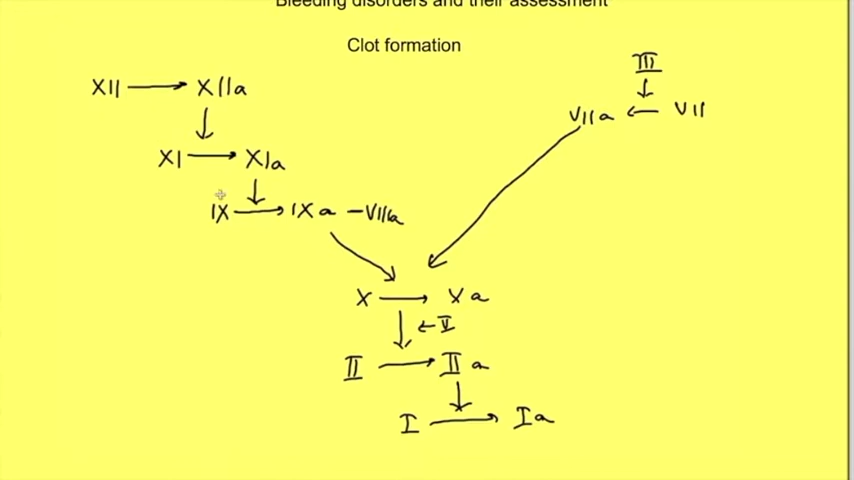 Bleeding disorders and their assessment
Clot formation
III
XII → XIIa
VIIa ← VII
XI → XIa
IX → IXa – VIIIa
X → Xa
← V
II → IIa
I → Ia